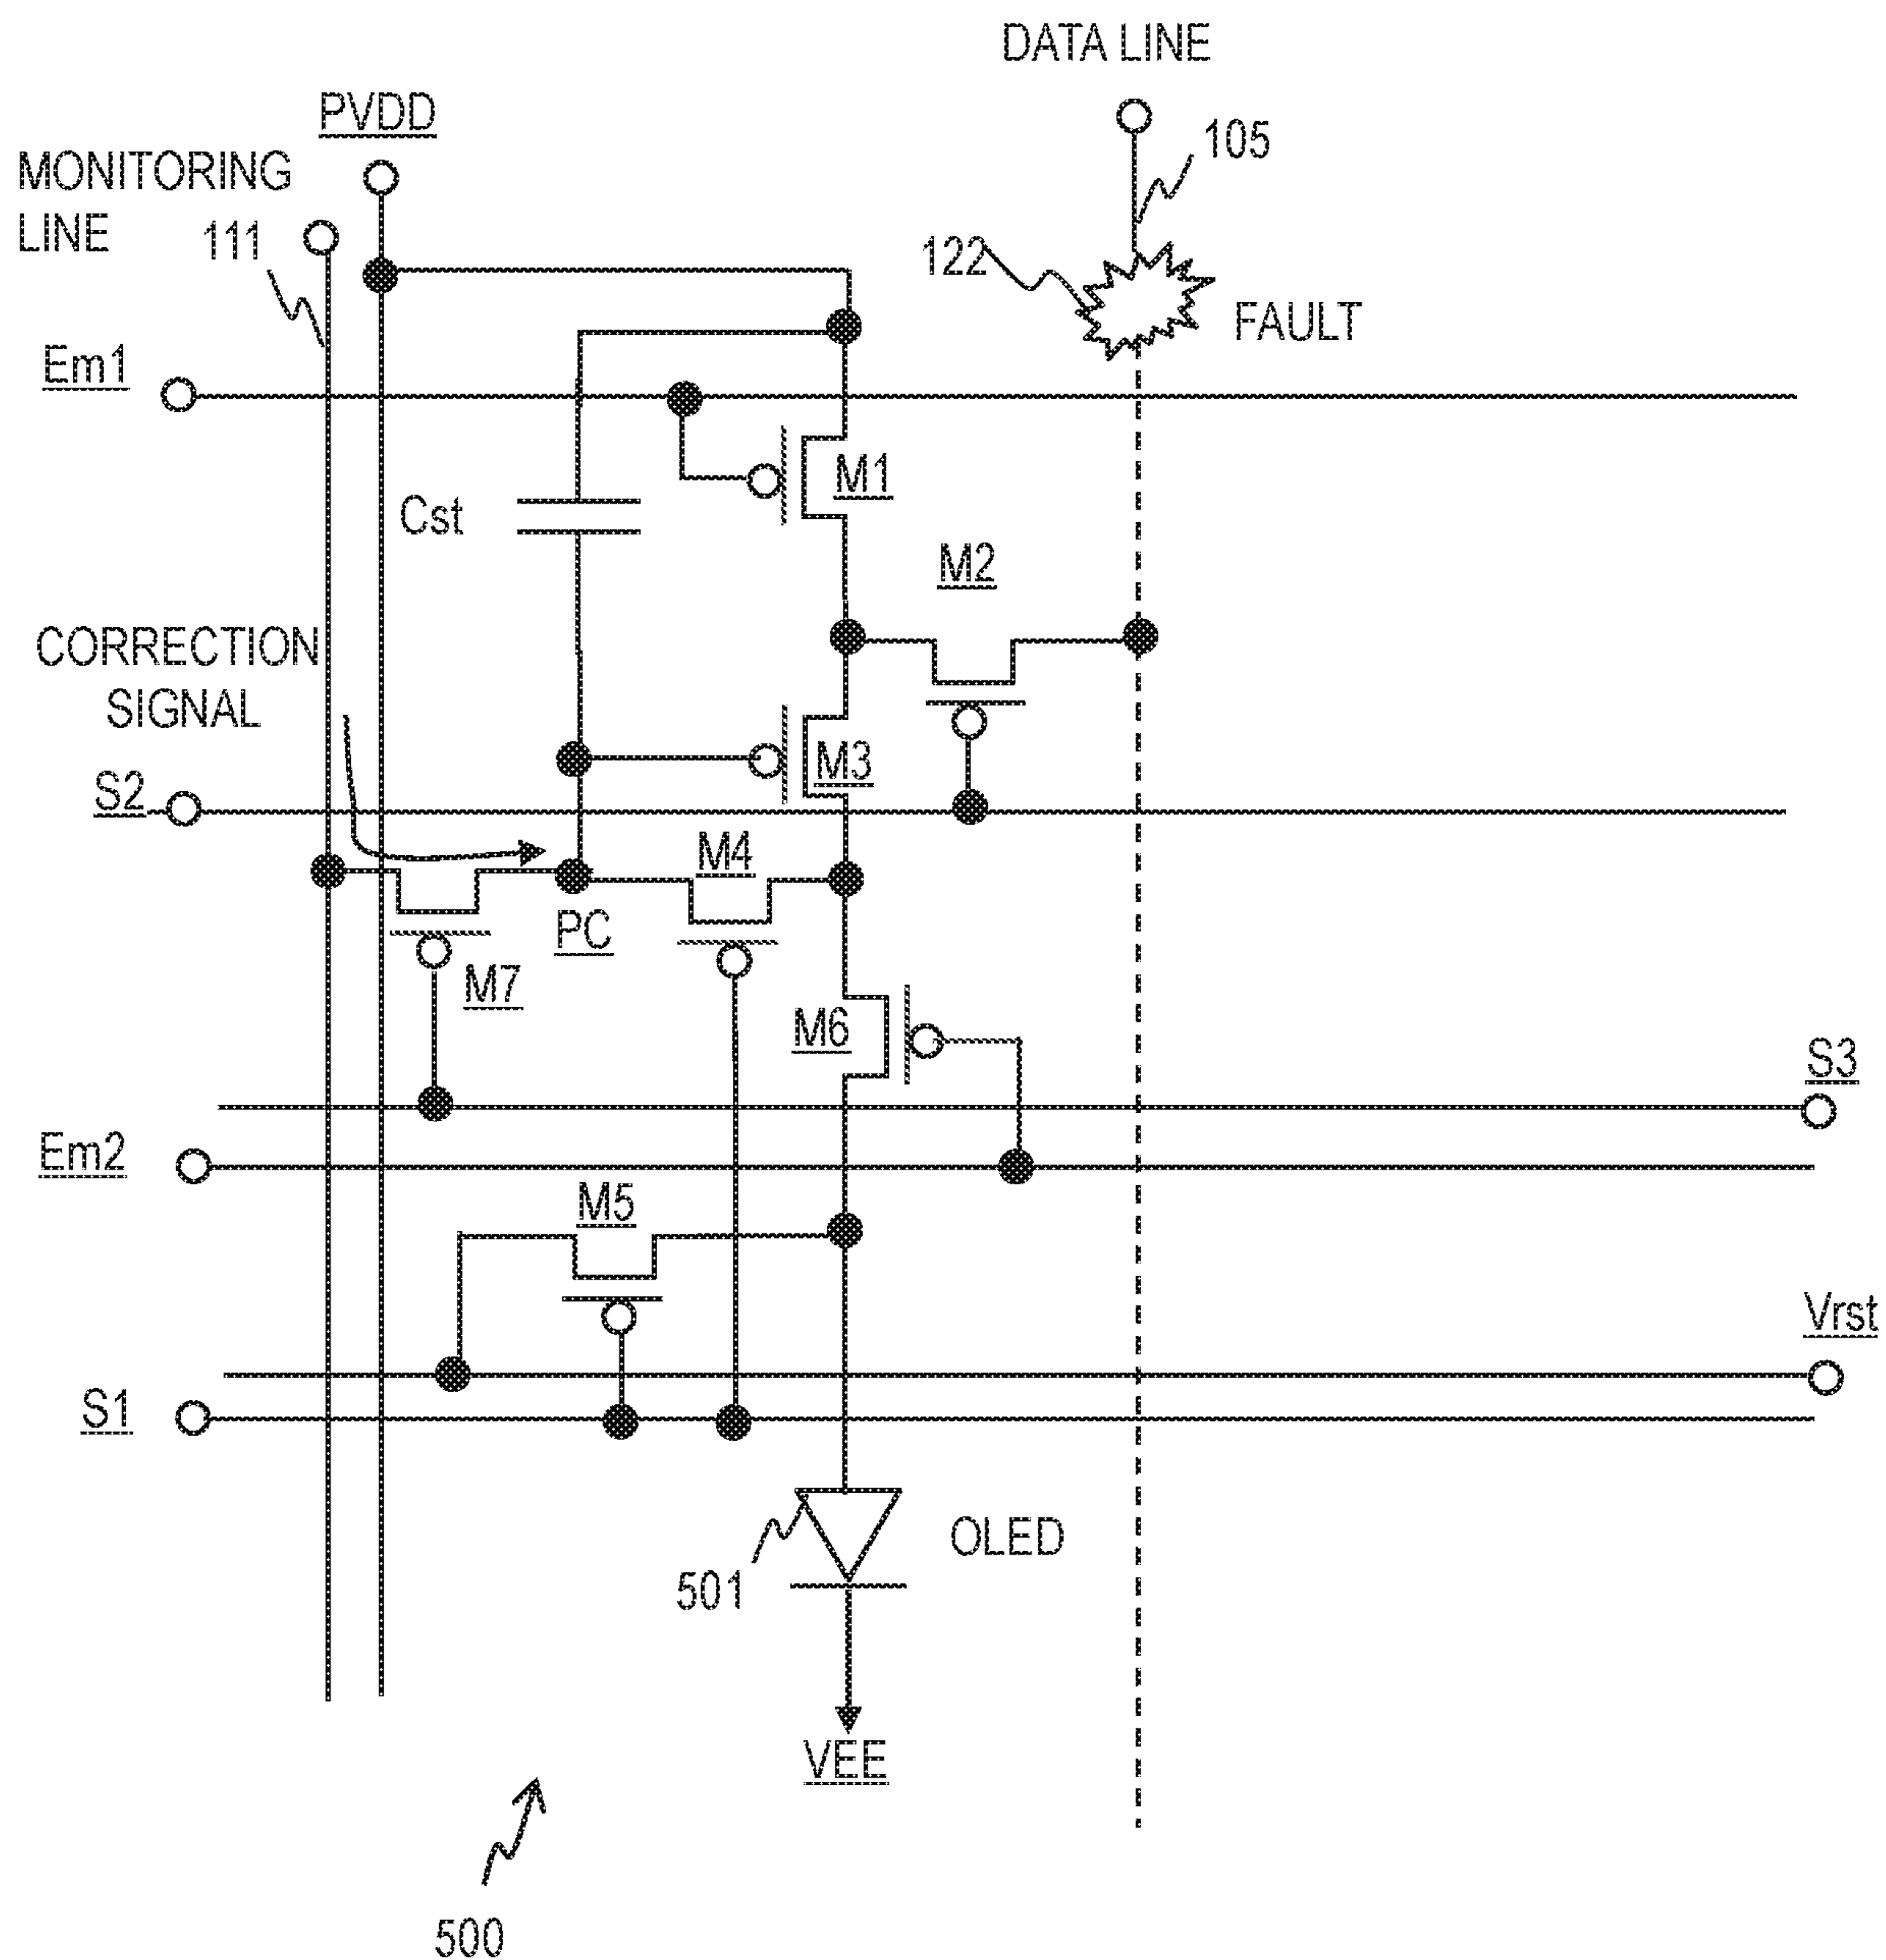 DATA LINE
PVDD
105
MONITORING
LINE
111
122
FAULT
Em1
M1
Cst
M2
CORRECTION
SIGNAL
M3
S2
M4
PC
M7
M6
S3
Em2
M5
Vrst
S1
OLED
501
VEE
500